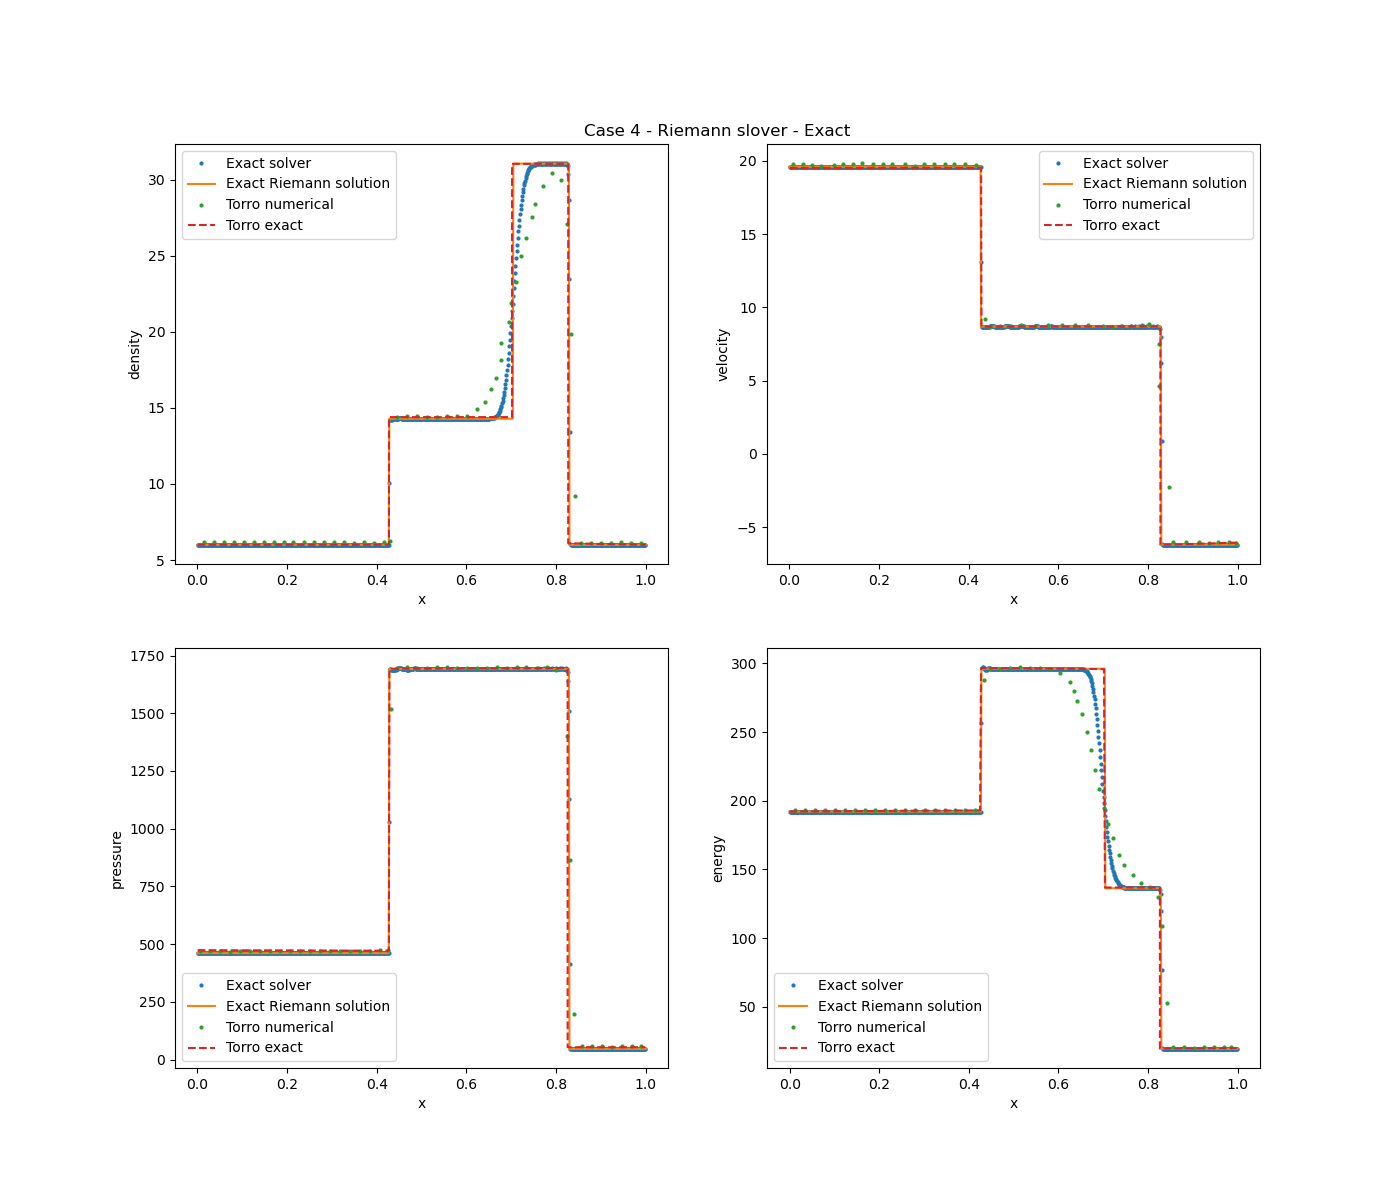 Case 4 - Riemann slover - Exact
30
25
20
15
10
5
density
Exact solver
Exact Riemann solution
Torro numerical
Torro exact
0.0 0.2 0.4 0.6 0.8 1.0
x
20
15
10
5
0
−5
velocity
Exact solver
Exact Riemann solution
Torro numerical
Torro exact
0.0 0.2 0.4 0.6 0.8 1.0
x
1750
1500
1250
1000
750
500
250
0
pressure
Exact solver
Exact Riemann solution
Torro numerical
Torro exact
0.0 0.2 0.4 0.6 0.8 1.0
x
300
250
200
150
100
50
energy
Exact solver
Exact Riemann solution
Torro numerical
Torro exact
0.0 0.2 0.4 0.6 0.8 1.0
x